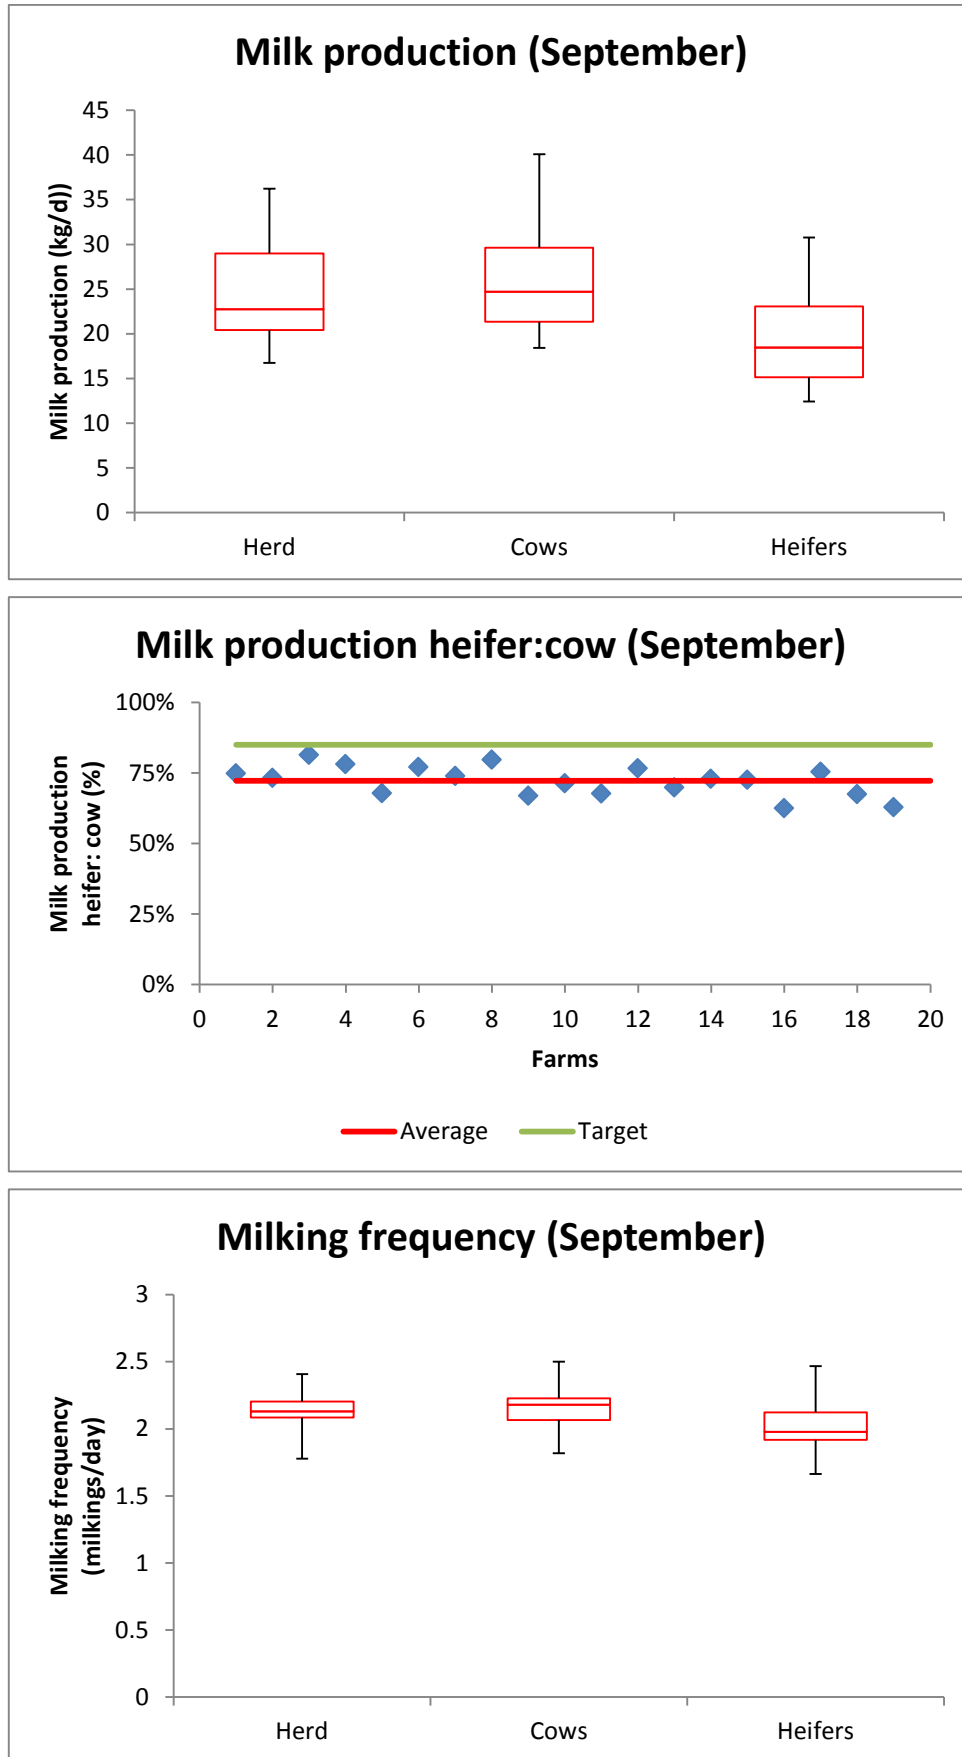 Milk production (September)
45
40
35
30
25
20
15
10
5
0
Milk production (kg/d))
Herd Cows Heifers
Milk production heifer:cow (September)
100%
75%
50%
25%
0%
Milk production
heifer: cow (%)
0 2 4 6 8 10 12 14 16 18 20
Farms
Average Target
Milking frequency (September)
3
2.5
2
1.5
1
0.5
0
Milking frequency
(milkings/day)
Herd Cows Heifers